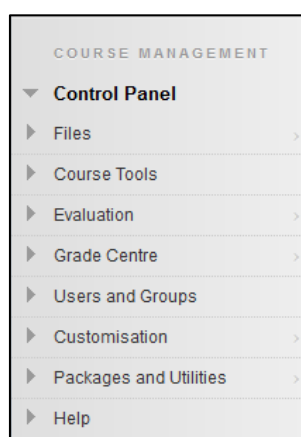 COURSE MANAGEMENT
Control Panel
Files
Course Tools
Evaluation
Grade Centre
Users and Groups
Customisation
Packages and Utilities
Help